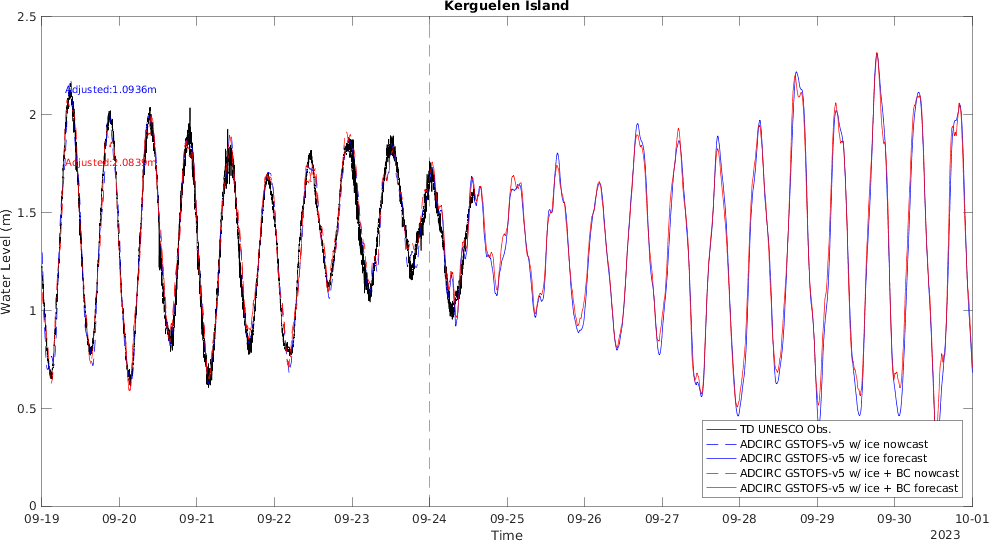 Kerguelen Island
2.5
2
1.5
1
0.5
0
Water Level (m)
Adjusted:1.0936m
Adjusted:2.0839m
TD UNESCO Obs.
ADCIRC GSTOFS-v5 w/ ice nowcast
ADCIRC GSTOFS-v5 w/ ice forecast
ADCIRC GSTOFS-v5 w/ ice + BC nowcast
ADCIRC GSTOFS-v5 w/ ice + BC forecast
09-19 09-20 09-21 09-22 09-23 09-24 09-25 09-26 09-27 09-28 09-29 09-30 10-01
Time
2023